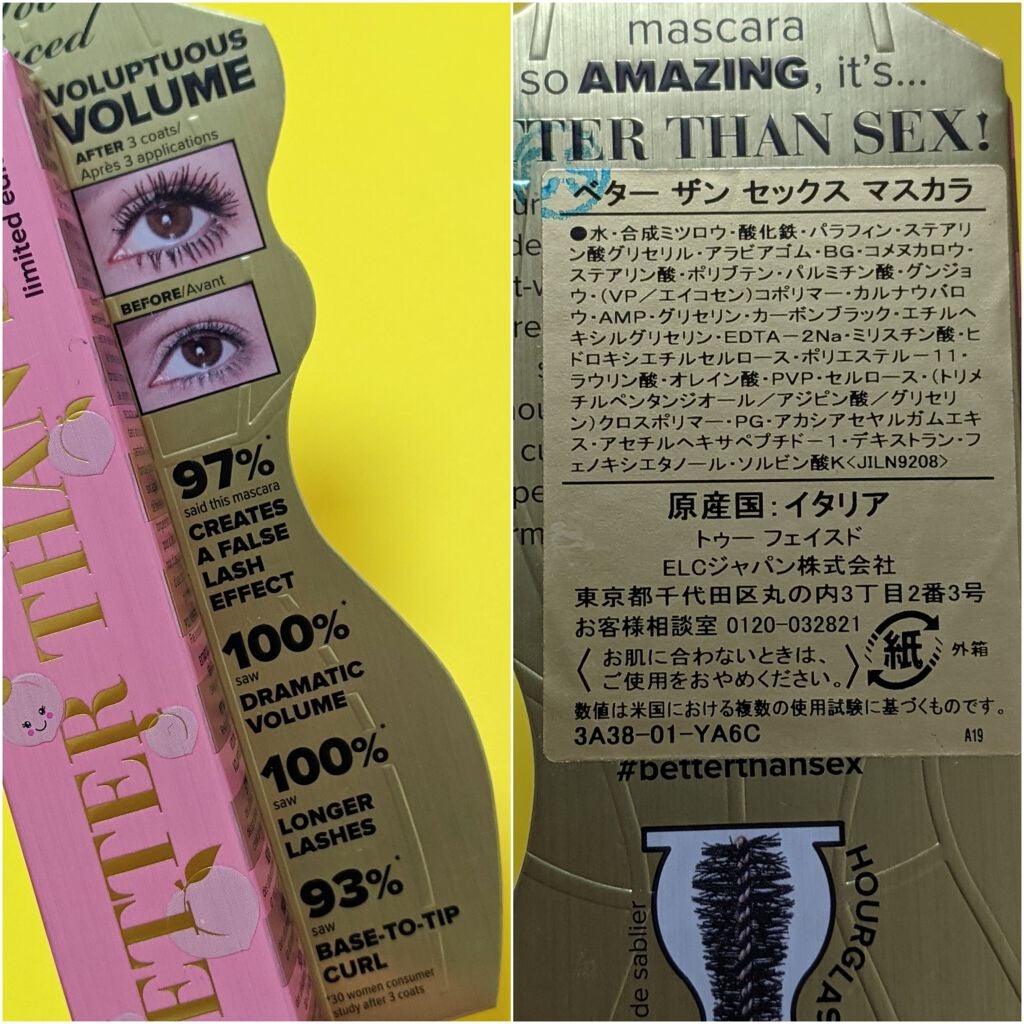 VOLUPTUOUS
VOLUME
AFTER 3 coats/
Après 3 applications
BEFORE/Avant
97%*
said this mascara
CREATES
A FALSE
LASH
EFFECT
100%*
saw
DRAMATIC
VOLUME
100%*
saw
LONGER
LASHES
93%*
saw
BASE-TO-TIP
CURL
*30 women consumer
study after 3 coats
limited
THAN
mascara
so AMAZING, it's...
THAN SEX!
ベター ザン セックス マスカラ
●水・合成ミツロウ・酸化鉄・パラフィン・ステアリ
ン酸グリセリル・アラビアゴム・BG・コメヌカロウ・
ステアリン酸・ポリブテン・パルミチン酸・グンジョ
ウ・(VP/エイコセン)コポリマー・カルナウバロ
ウ・AMP・グリセリン・カーボンブラック・エチルヘ
キシルグリセリン・EDTA-2Na・ミリスチン酸・ヒ
ドロキシエチルセルロース・ポリエステル-11・
ラウリン酸・オレイン酸・PVP・セルロース・(トリメ
チルペンタンジオール/アジピン酸/グリセリ
ン)クロスポリマー・PG・アカシアセヤルガムエキ
ス・アセチルヘキサペプチド-1・デキストラン・フ
ェノキシエタノール・ソルビン酸K<JILN9208>
原産国:イタリア
トゥー フェイスド
ELCジャパン株式会社
東京都千代田区丸の内3丁目2番3号
お客様相談室 0120-032821
〈お肌に合わないときは、
ご使用をおやめください。〉
紙 外箱
数値は米国における複数の使用試験に基づくものです。
3A38-01-YA6C A19
#betterthansex
de sablier